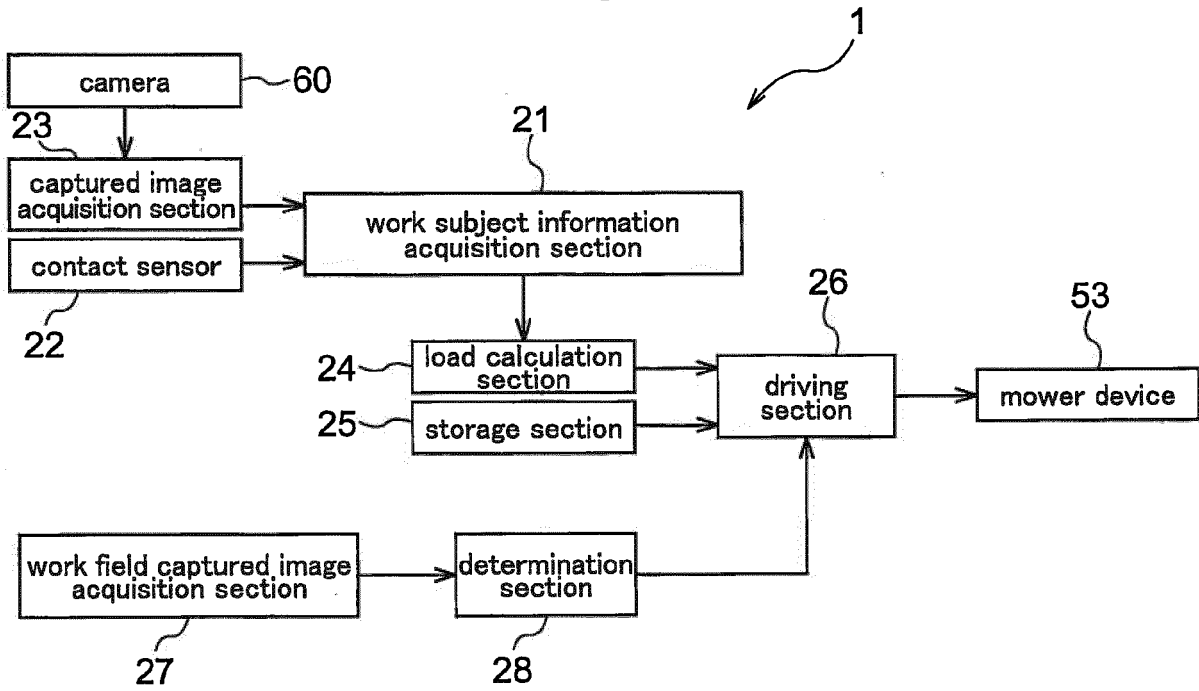 1
camera
60
23
captured image
acquisition section
21
work subject information
acquisition section
contact sensor
22
26
53
24
load calculation
section
driving
section
mower device
25
storage section
work field captured image
acquisition section
determination
section
27
28